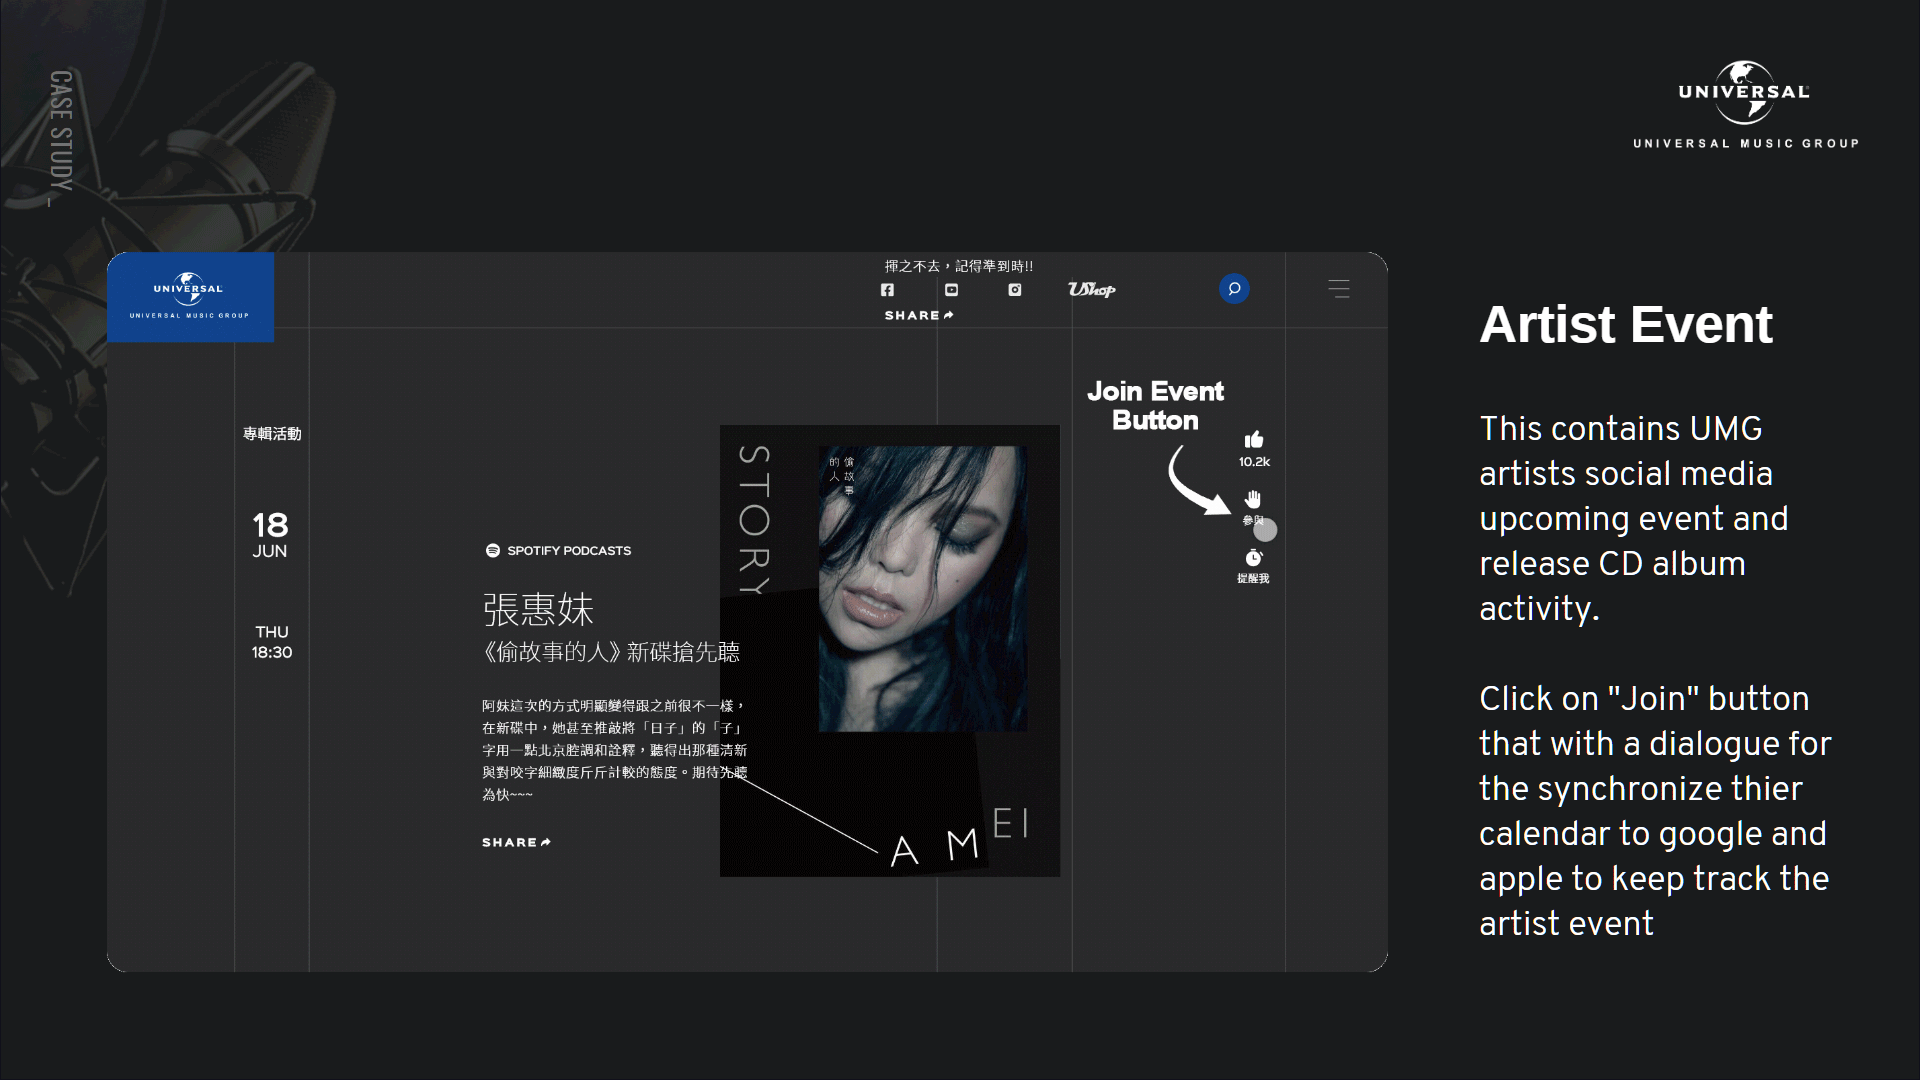 CASE STUDY –
UNIVERSAL
UNIVERSAL MUSIC GROUP
UNIVERSAL
UNIVERSAL MUSIC GROUP
揮之不去，記得準到時!!
UShop
SHARE
專輯活動
18
JUN
THU
18:30
SPOTIFY PODCASTS
張惠妹
《偷故事的人》新碟搶先聽
阿妹這次的方式明顯變得跟之前很不一樣，
在新碟中，她甚至推敲將「日子」的「子」
字用一點北京腔調和詮釋，聽得出那種清新
與對咬字細緻度斤斤計較的態度。期待先聽
為快~~~
SHARE
STORY
偷故事
的人
A MEI
Join Event
Button
10.2k
參與
提醒我
Artist Event
This contains UMG
artists social media
upcoming event and
release CD album
activity.
Click on "Join" button
that with a dialogue for
the synchronize thier
calendar to google and
apple to keep track the
artist event